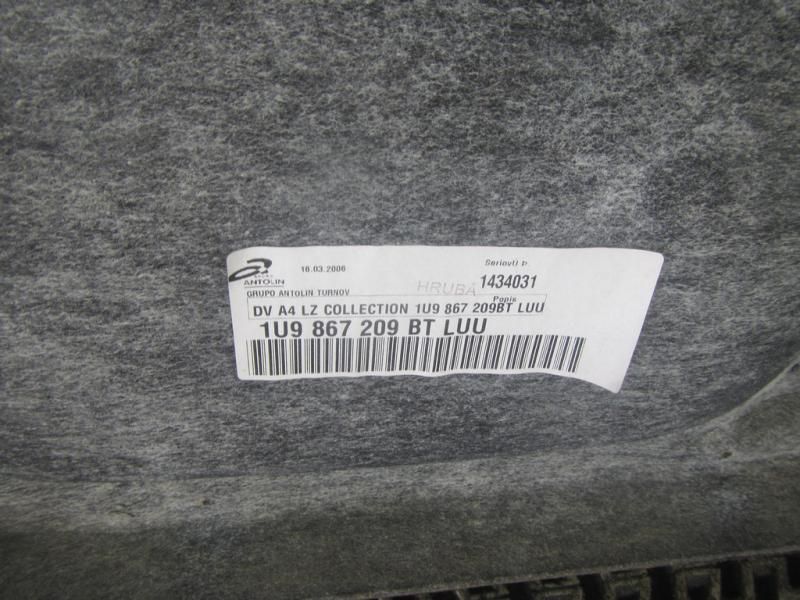 16.03.2006
GRUPO
ANTOLIN
GRUPO ANTOLIN TURNOV
HRUBÁ 1434031
Popis
DV A4 LZ COLLECTION 1U9 867 209BT LUU
1U9 867 209 BT LUU